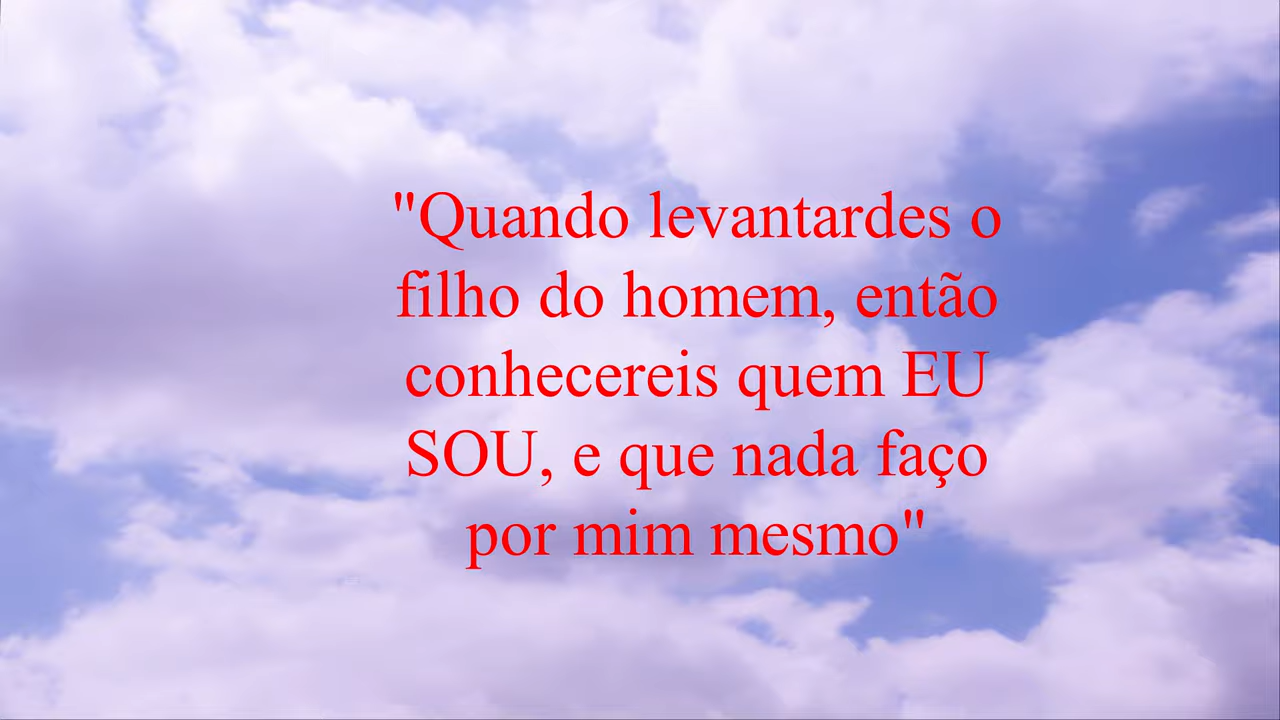 "Quando levantardes o
filho do homem, então
conhecereis quem EU
SOU, e que nada faço
por mim mesmo"